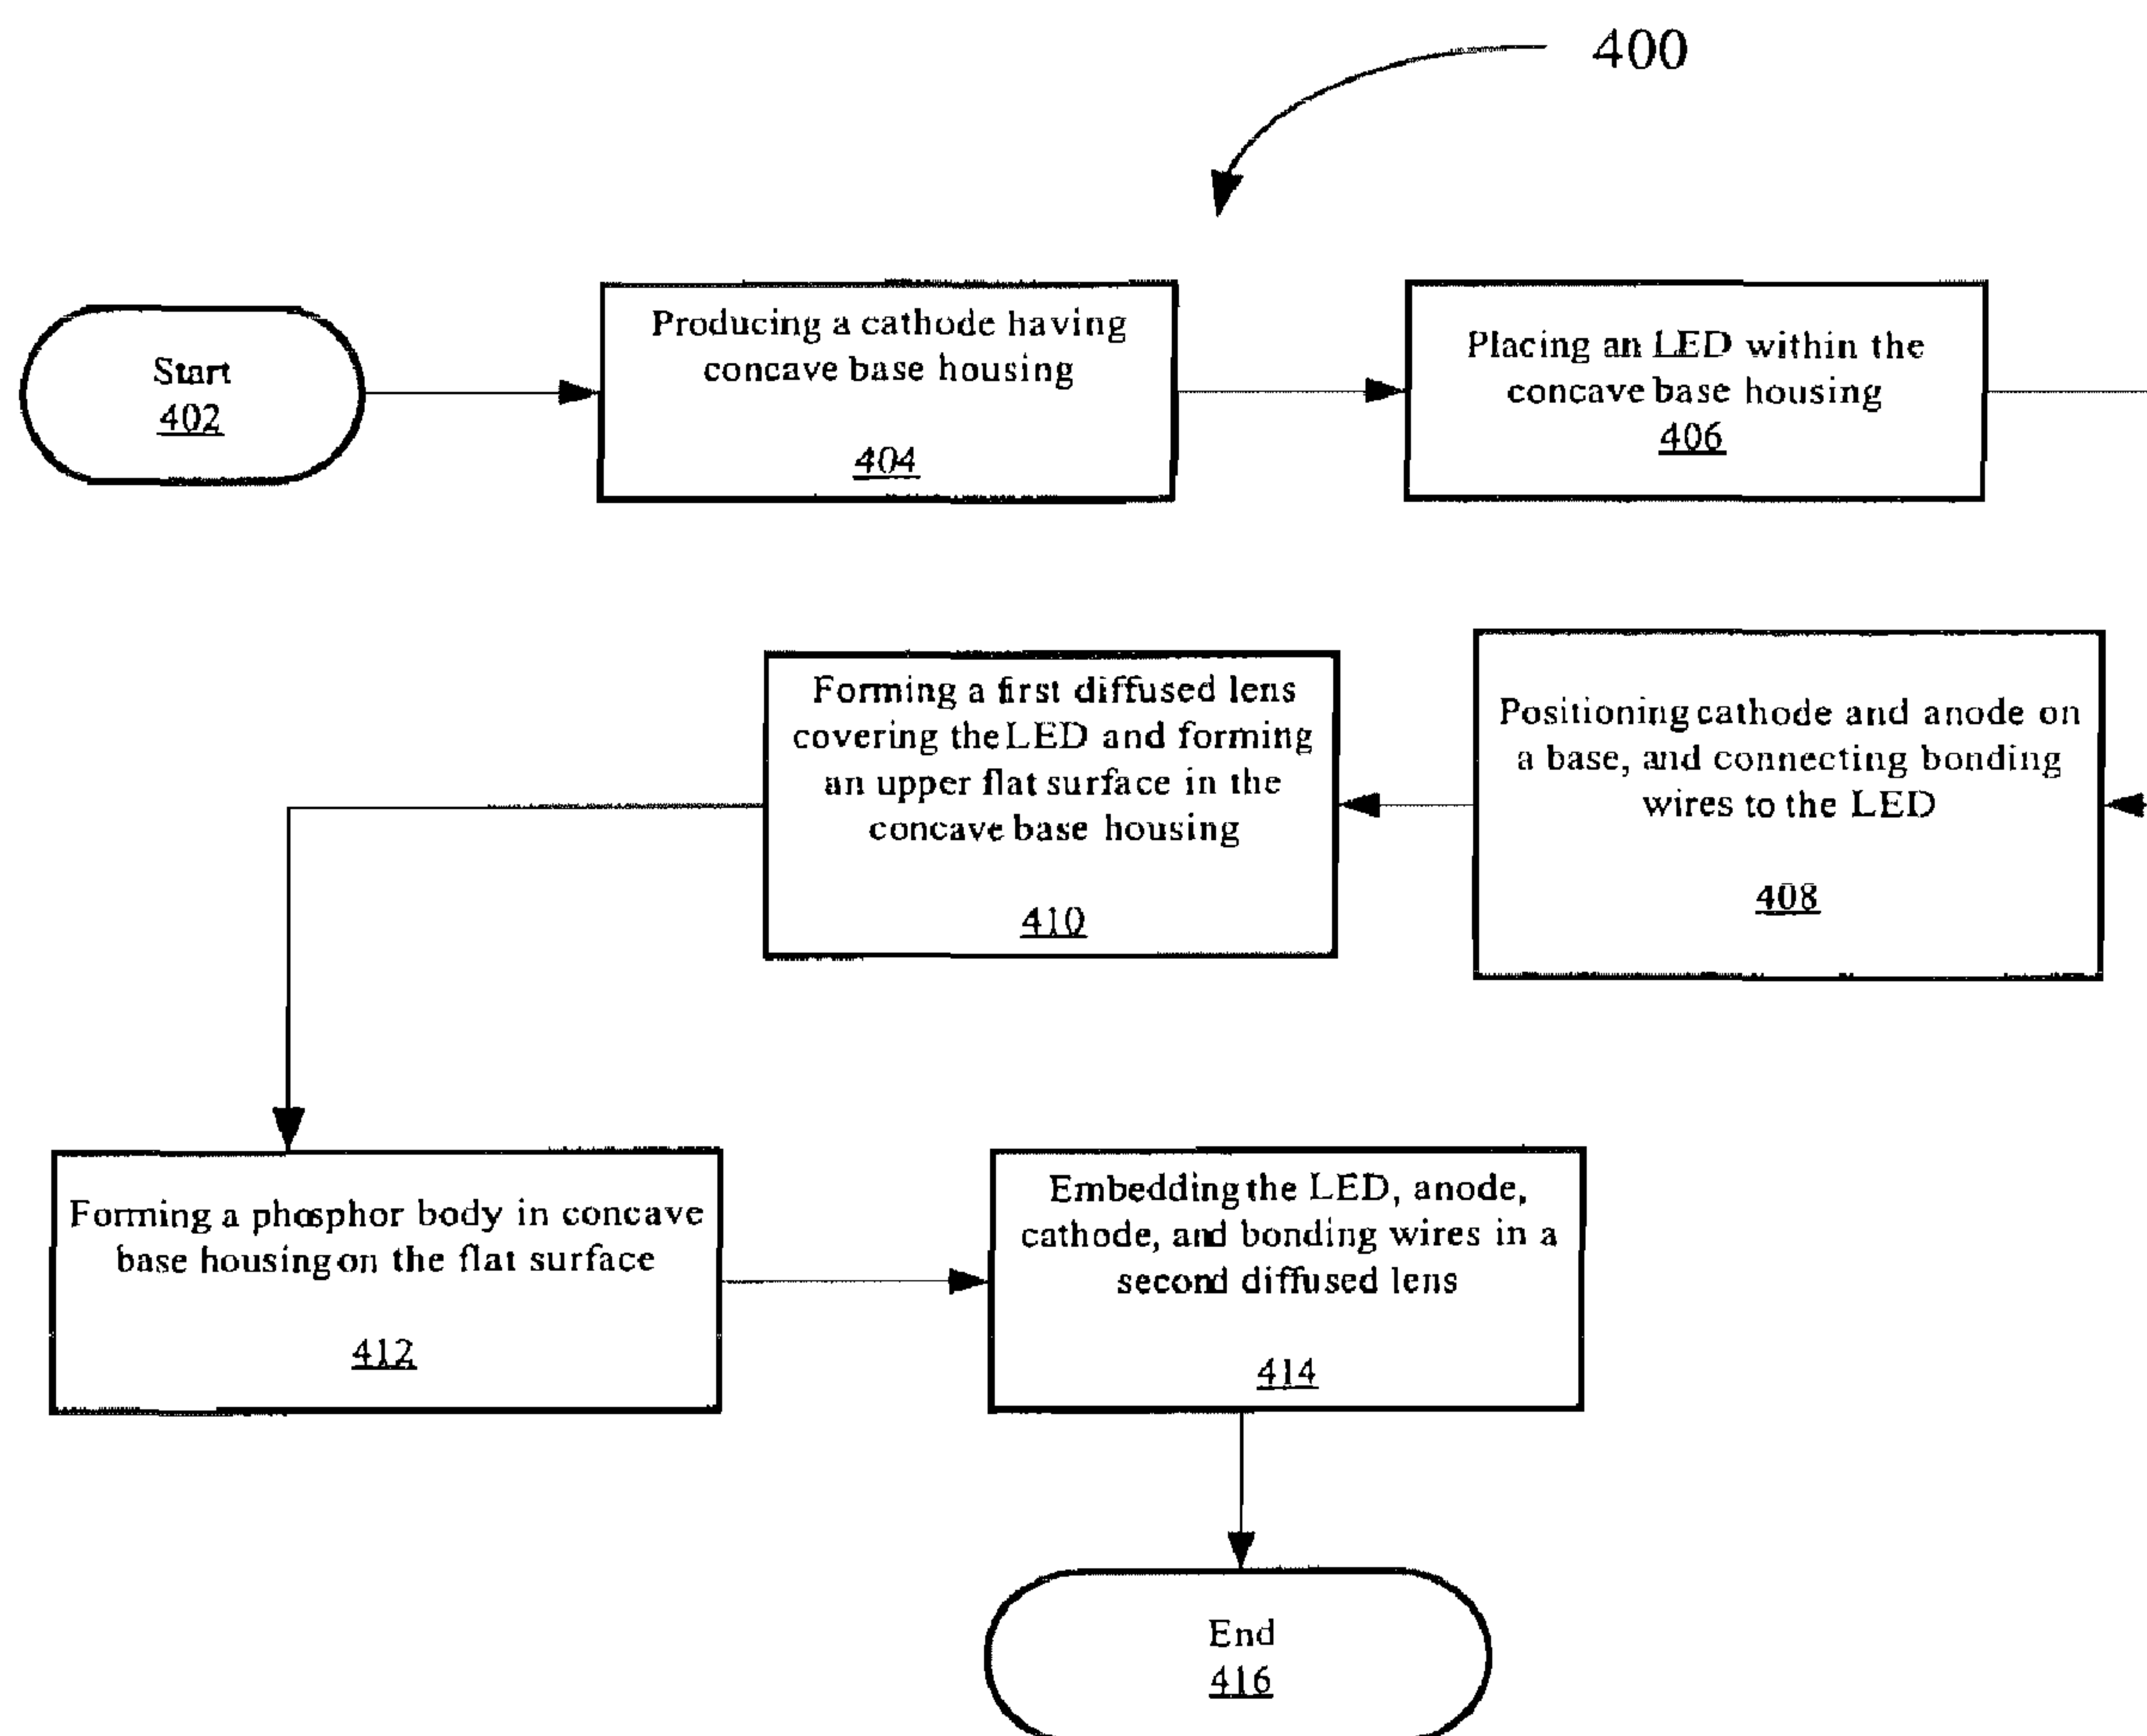 400
Start
402
Producing a cathode having
concave base housing
404
Placing an LED within the
concave base housing
406
Positioning cathode and anode on
a base, and connecting bonding
wires to the LED
408
Forming a first diffused lens
covering the LED and forming
an upper flat surface in the
concave base housing
410
Forming a phosphor body in concave
base housing on the flat surface
412
Embedding the LED, anode,
cathode, and bonding wires in a
second diffused lens
414
End
416